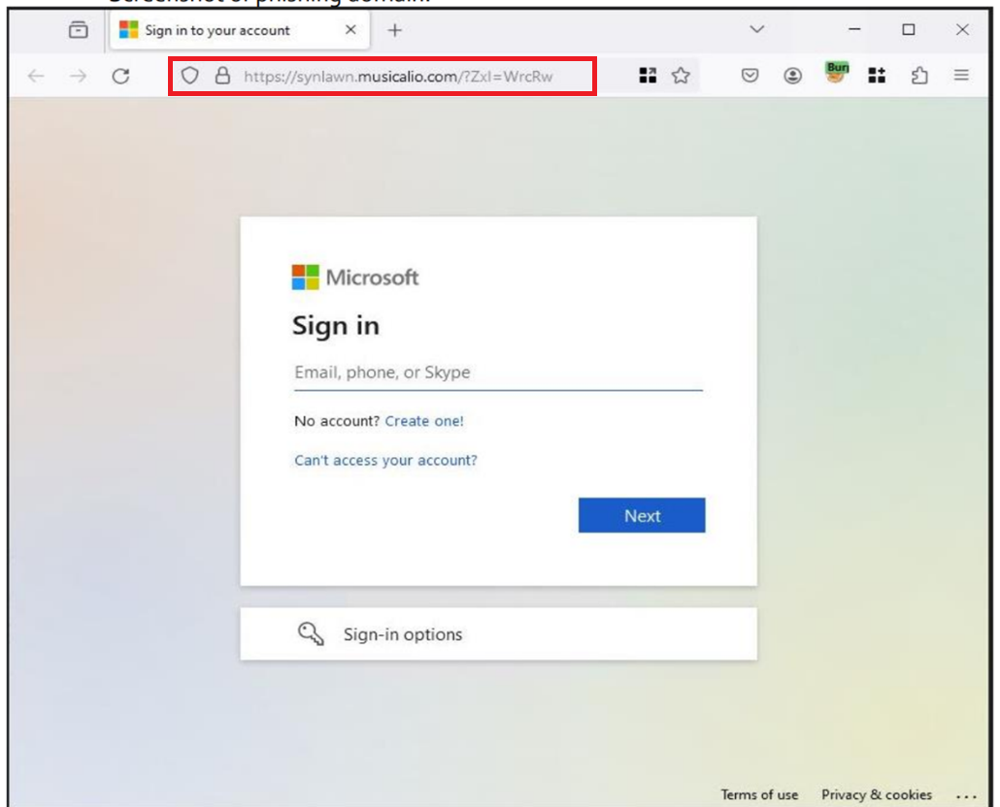 Screenshot of phishing domain:
Sign in to your account
https://synlawn.musicalio.com/?ZxI=WrcRw
Burp
Microsoft
Sign in
Email, phone, or Skype
No account? Create one!
Can't access your account?
Next
Sign-in options
Terms of use Privacy & cookies ...